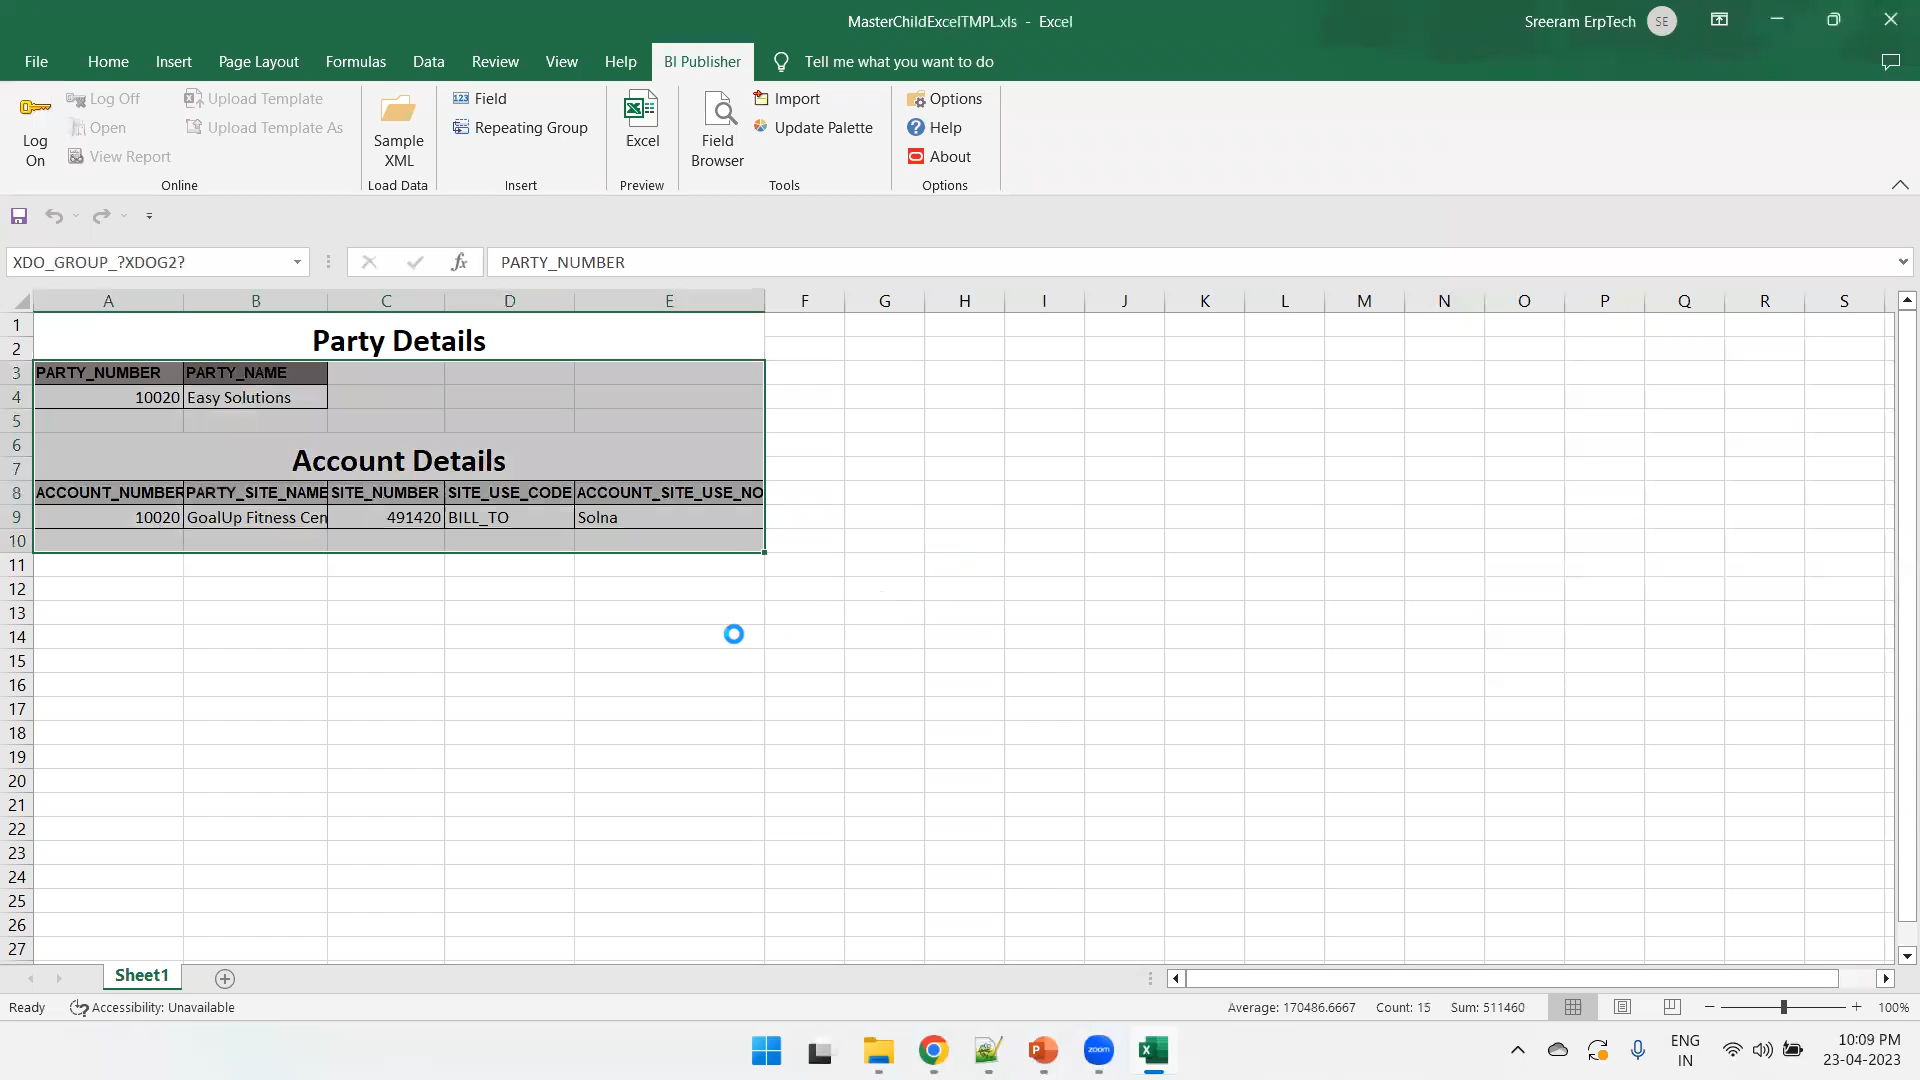 MasterChildExcelTMPL.xls - Excel
Sreeram ErpTech SE
File Home Insert Page Layout Formulas Data Review View Help BI Publisher Tell me what you want to do
Log On
Log Off
Open
View Report
Upload Template
Upload Template As
Online
Sample XML
Load Data
123 Field
Repeating Group
Insert
Excel
Preview
Field Browser
Import
Update Palette
Tools
Options
Help
About
Options
XDO_GROUP_?XDOG2? fx PARTY_NUMBER
A B C D E F G H I J K L M N O P Q R S
1
2 Party Details
3 PARTY_NUMBER PARTY_NAME
4 10020 Easy Solutions
5
6
7 Account Details
8 ACCOUNT_NUMBER PARTY_SITE_NAME SITE_NUMBER SITE_USE_CODE ACCOUNT_SITE_USE_NO
9 10020 GoalUp Fitness Cen 491420 BILL_TO Solna
10
11
12
13
14
15
16
17
18
19
20
21
22
23
24
25
26
27
Sheet1
Ready Accessibility: Unavailable Average: 170486.6667 Count: 15 Sum: 511460 100%
zoom
ENG IN
10:09 PM
23-04-2023